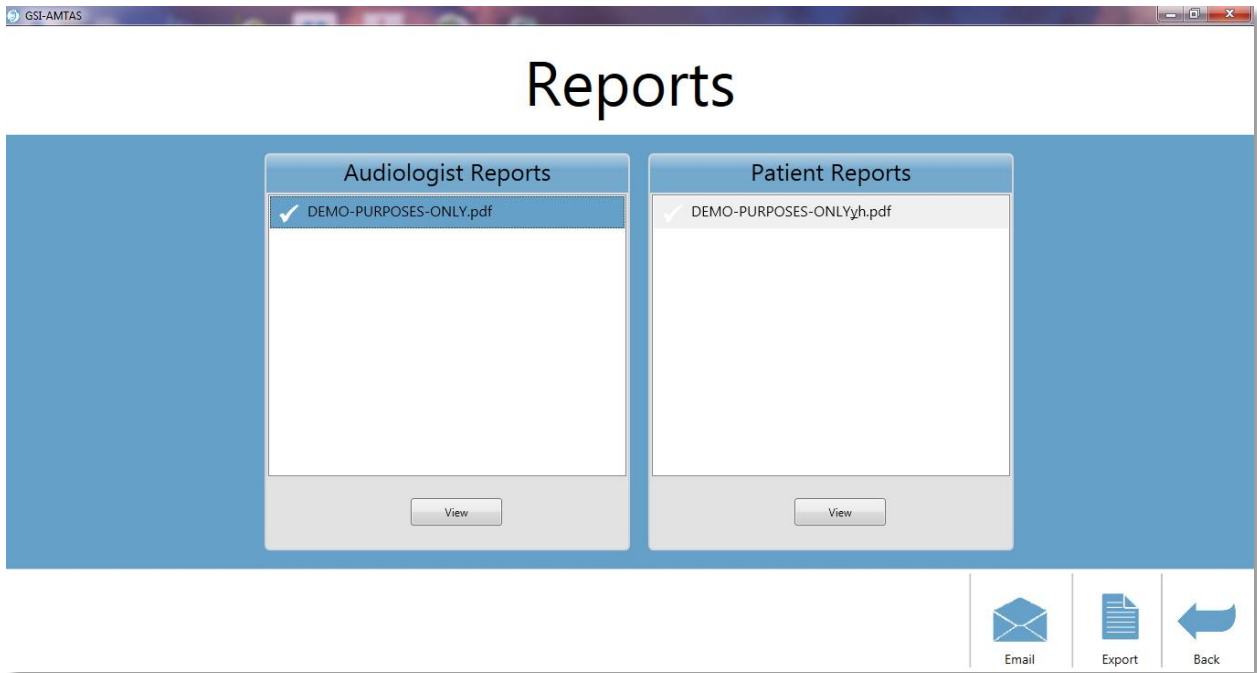 GSI-AMTAS
Reports
Audiologist Reports
DEMO-PURPOSES-ONLY.pdf
View
Patient Reports
DEMO-PURPOSES-ONLYyh.pdf
View
Email
Export
Back